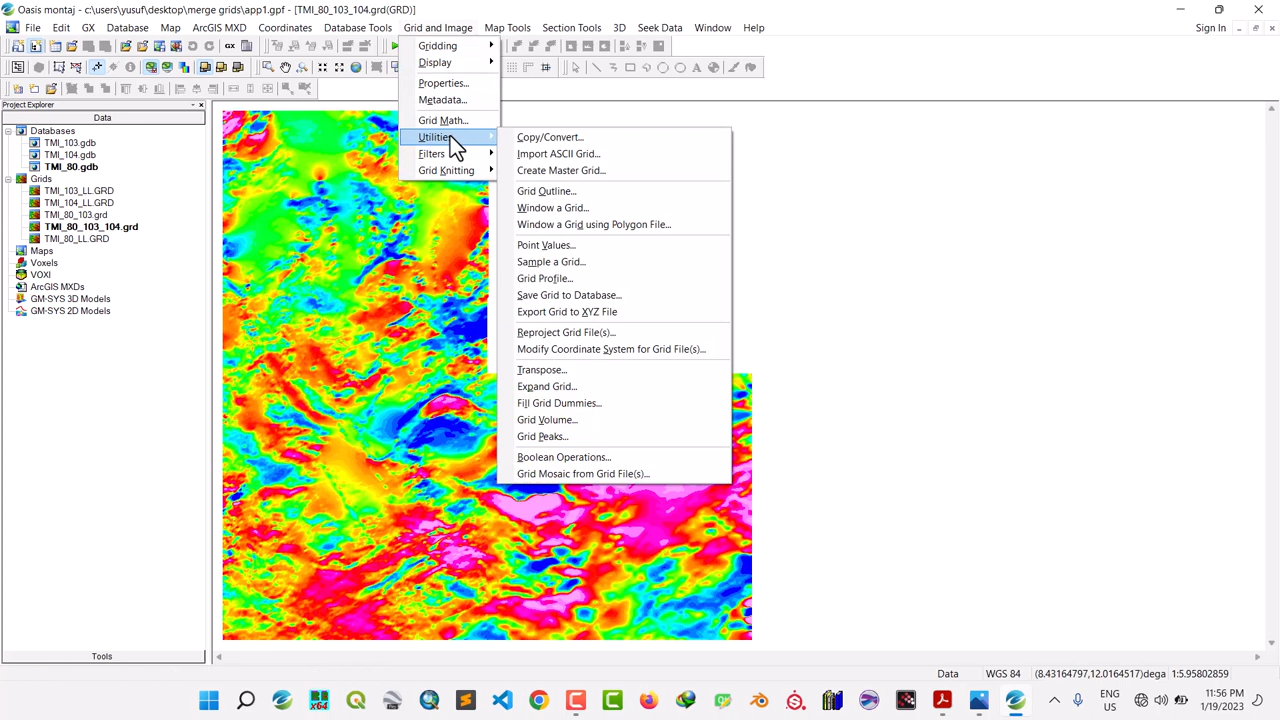 Oasis montaj - c:\users\yusuf\desktop\merge grids\app1.gpf - [TMI_80_103_104.grd(GRD)]
File Edit GX Database Map ArcGIS MXD Coordinates Database Tools Grid and Image Map Tools Section Tools 3D Seek Data Window Help Sign In
Gridding
Display
Properties...
Metadata...
Grid Math...
Utilities
Filters
Grid Knitting
Copy/Convert...
Import ASCII Grid...
Create Master Grid...
Grid Outline...
Window a Grid...
Window a Grid using Polygon File...
Point Values...
Sample a Grid...
Grid Profile...
Save Grid to Database...
Export Grid to XYZ File
Reproject Grid File(s)...
Modify Coordinate System for Grid File(s)...
Transpose...
Expand Grid...
Fill Grid Dummies...
Grid Volume...
Grid Peaks...
Boolean Operations...
Grid Mosaic from Grid File(s)...
GX
Project Explorer
Data
Databases
TMI_103.gdb
TMI_104.gdb
TMI_80.gdb
Grids
TMI_103_LL.GRD
TMI_104_LL.GRD
TMI_80_103.grd
TMI_80_103_104.grd
TMI_80_LL.GRD
Maps
Voxels
VOXI
ArcGIS MXDs
GM-SYS 3D Models
GM-SYS 2D Models
Tools
Data WGS 84 (8.43164797,12.0164517)dega 1:5.95802859
ENG
US
11:56 PM
1/19/2023